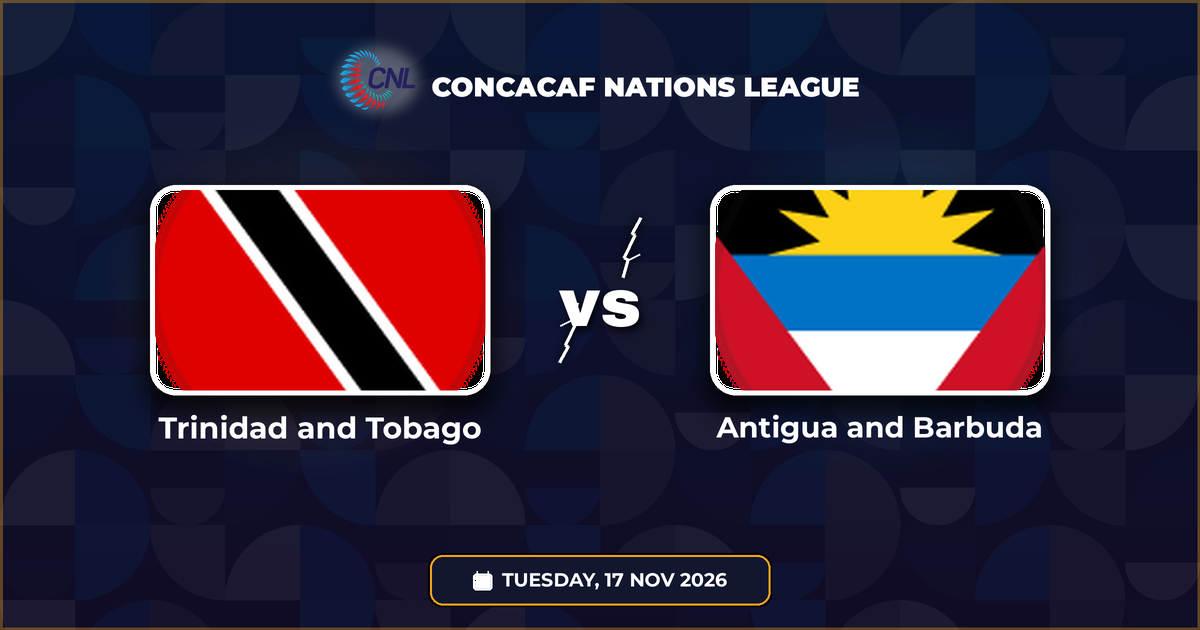 CNL
CONCACAF NATIONS LEAGUE
VS
Trinidad and Tobago
Antigua and Barbuda
TUESDAY, 17 NOV 2026